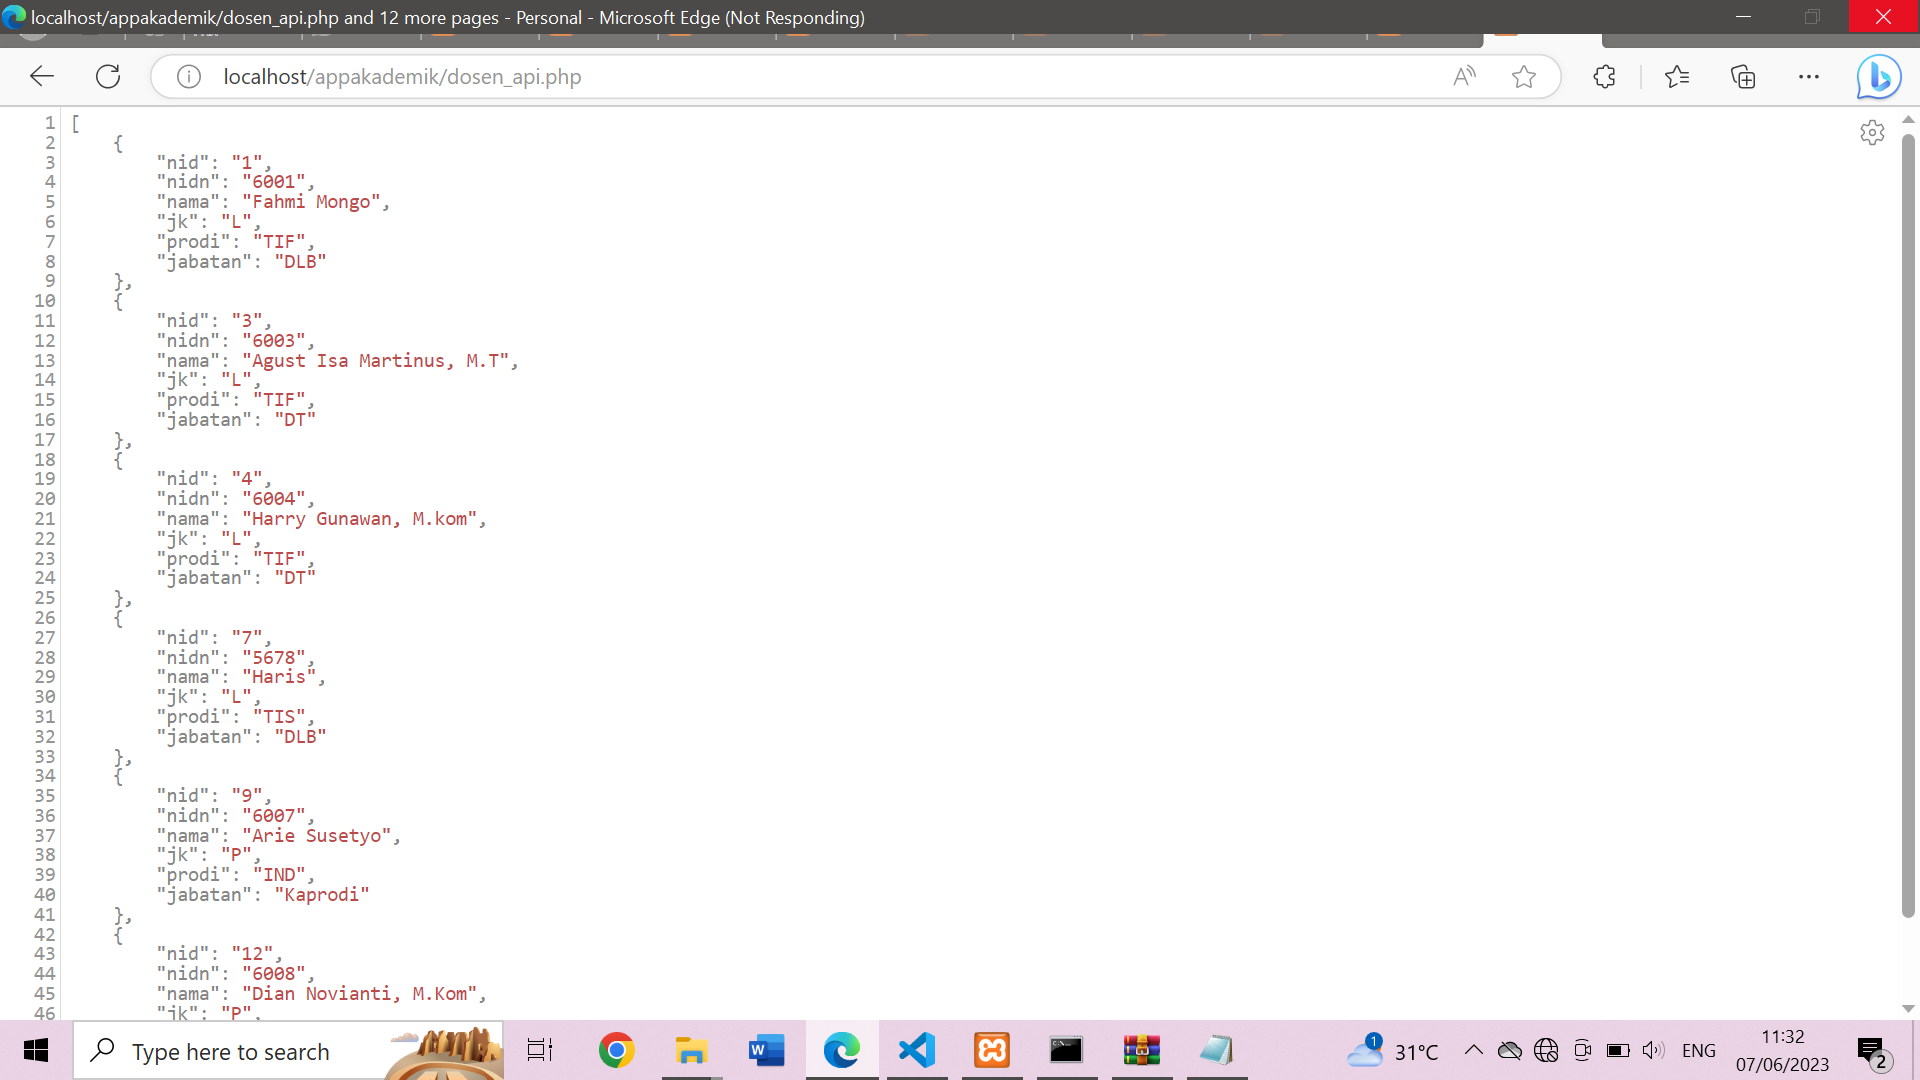 localhost/appakademik/dosen_api.php and 12 more pages - Personal - Microsoft Edge (Not Responding)
localhost/appakademik/dosen_api.php
1 [
2 {
3 "nid": "1",
4 "nidn": "6001",
5 "nama": "Fahmi Mongo",
6 "jk": "L",
7 "prodi": "TIF",
8 "jabatan": "DLB"
9 },
10 {
11 "nid": "3",
12 "nidn": "6003",
13 "nama": "Agust Isa Martinus, M.T",
14 "jk": "L",
15 "prodi": "TIF",
16 "jabatan": "DT"
17 },
18 {
19 "nid": "4",
20 "nidn": "6004",
21 "nama": "Harry Gunawan, M.kom",
22 "jk": "L",
23 "prodi": "TIF",
24 "jabatan": "DT"
25 },
26 {
27 "nid": "7",
28 "nidn": "5678",
29 "nama": "Haris",
30 "jk": "L",
31 "prodi": "TIS",
32 "jabatan": "DLB"
33 },
34 {
35 "nid": "9",
36 "nidn": "6007",
37 "nama": "Arie Susetyo",
38 "jk": "P",
39 "prodi": "IND",
40 "jabatan": "Kaprodi"
41 },
42 {
43 "nid": "12",
44 "nidn": "6008",
45 "nama": "Dian Novianti, M.Kom",
46 "jk": "P",
Type here to search
1
31°C
ENG
11:32
07/06/2023
2